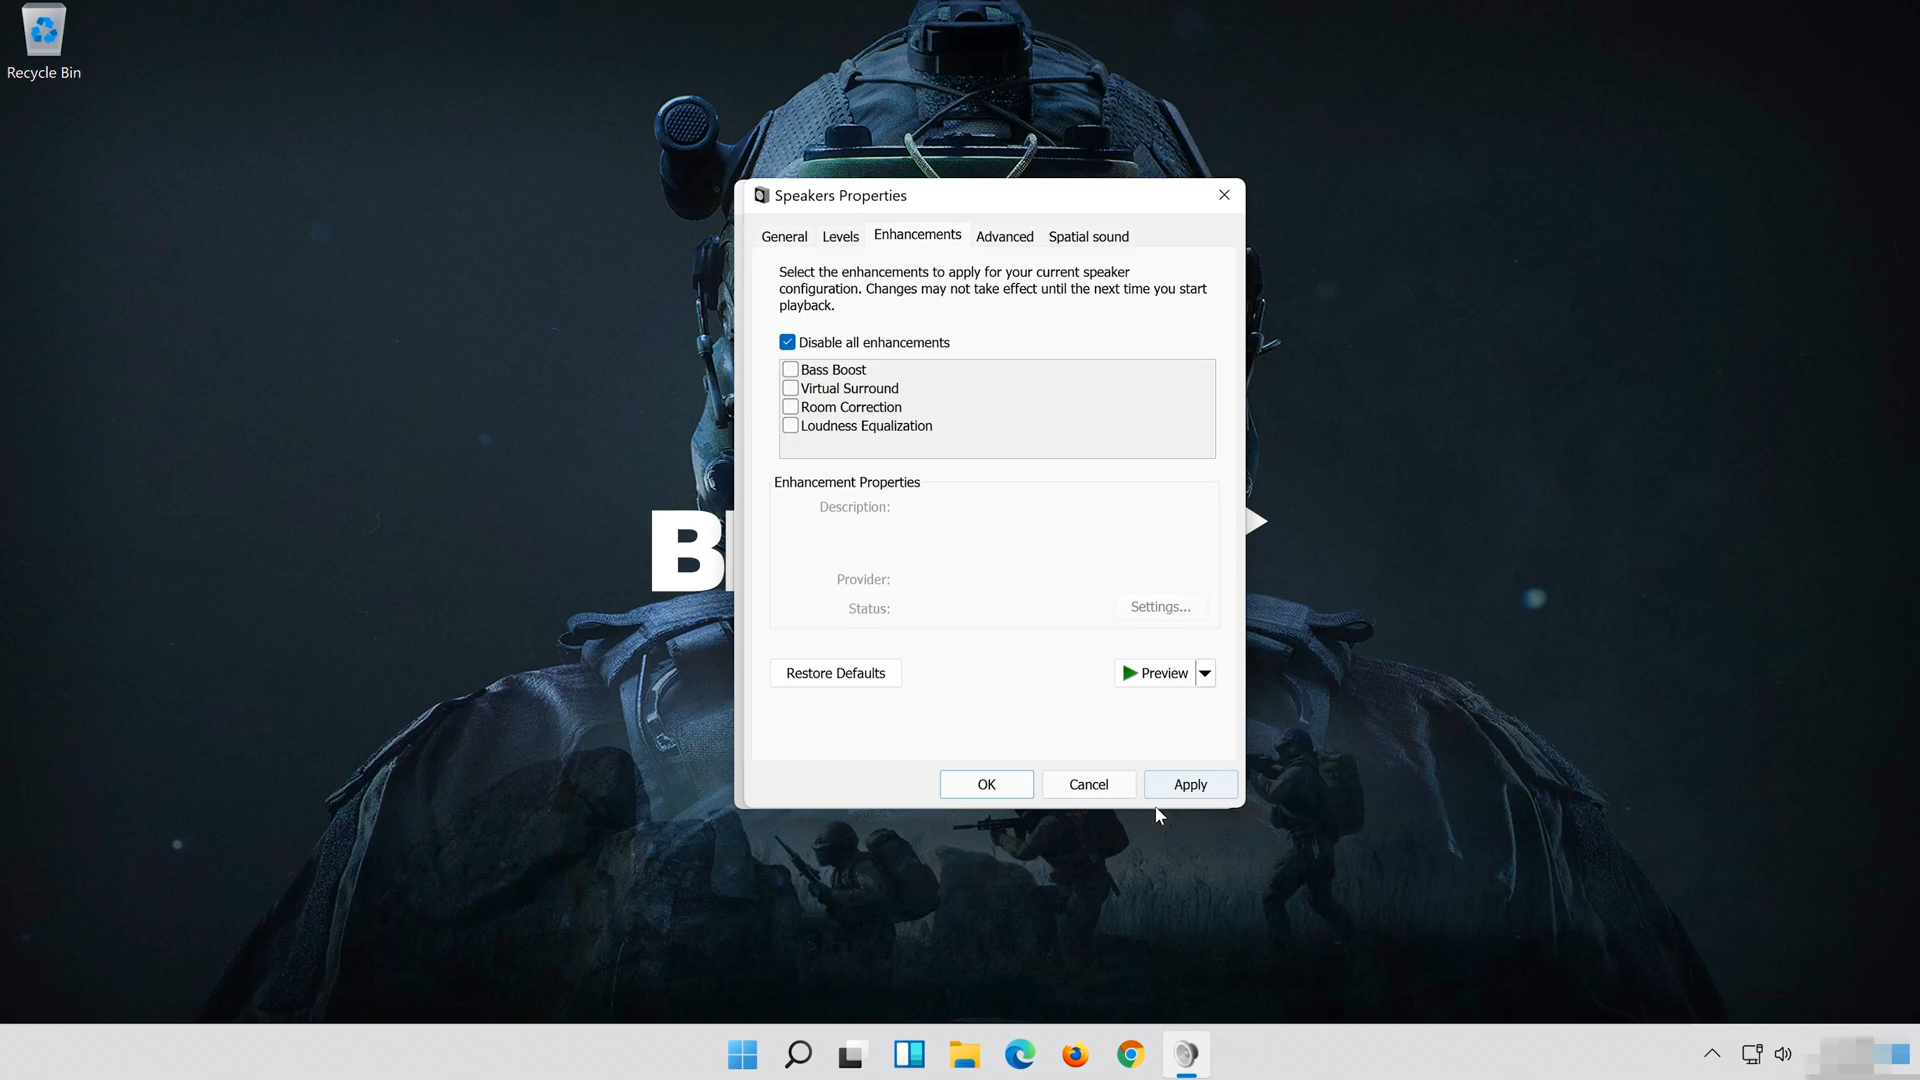 Recycle Bin
Speakers Properties
General Levels Enhancements Advanced Spatial sound
Select the enhancements to apply for your current speaker
configuration. Changes may not take effect until the next time you start
playback.
Disable all enhancements
Bass Boost
Virtual Surround
Room Correction
Loudness Equalization
Enhancement Properties
Description:
B
Provider:
Status:
Settings...
Restore Defaults
Preview
OK Cancel Apply